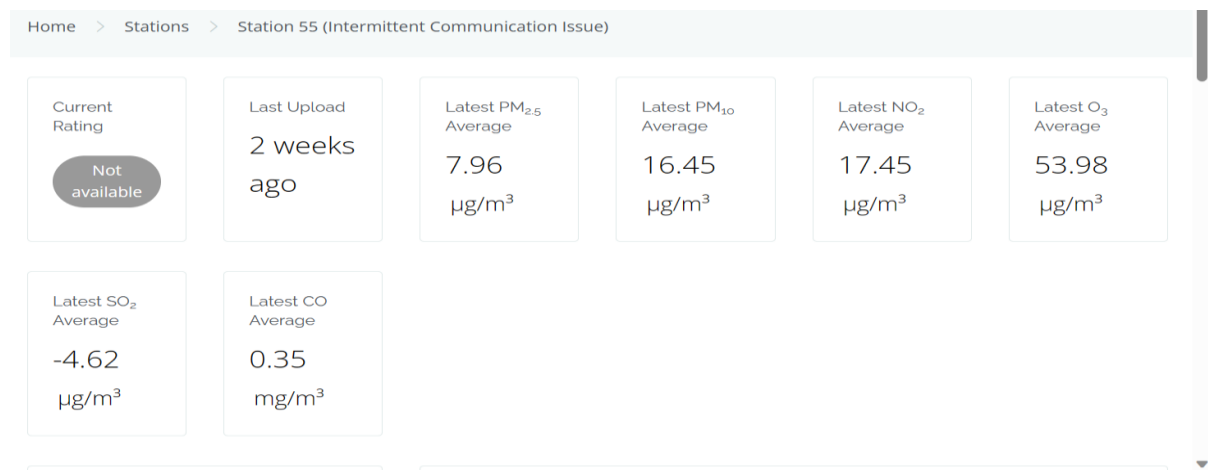 Home > Stations > Station 55 (Intermittent Communication Issue)
Current
Rating
Not
available
Last Upload
2 weeks
ago
Latest PM₂.₅
Average
7.96
µg/m³
Latest PM₁₀
Average
16.45
µg/m³
Latest NO₂
Average
17.45
µg/m³
Latest O₃
Average
53.98
µg/m³
Latest SO₂
Average
-4.62
µg/m³
Latest CO
Average
0.35
mg/m³